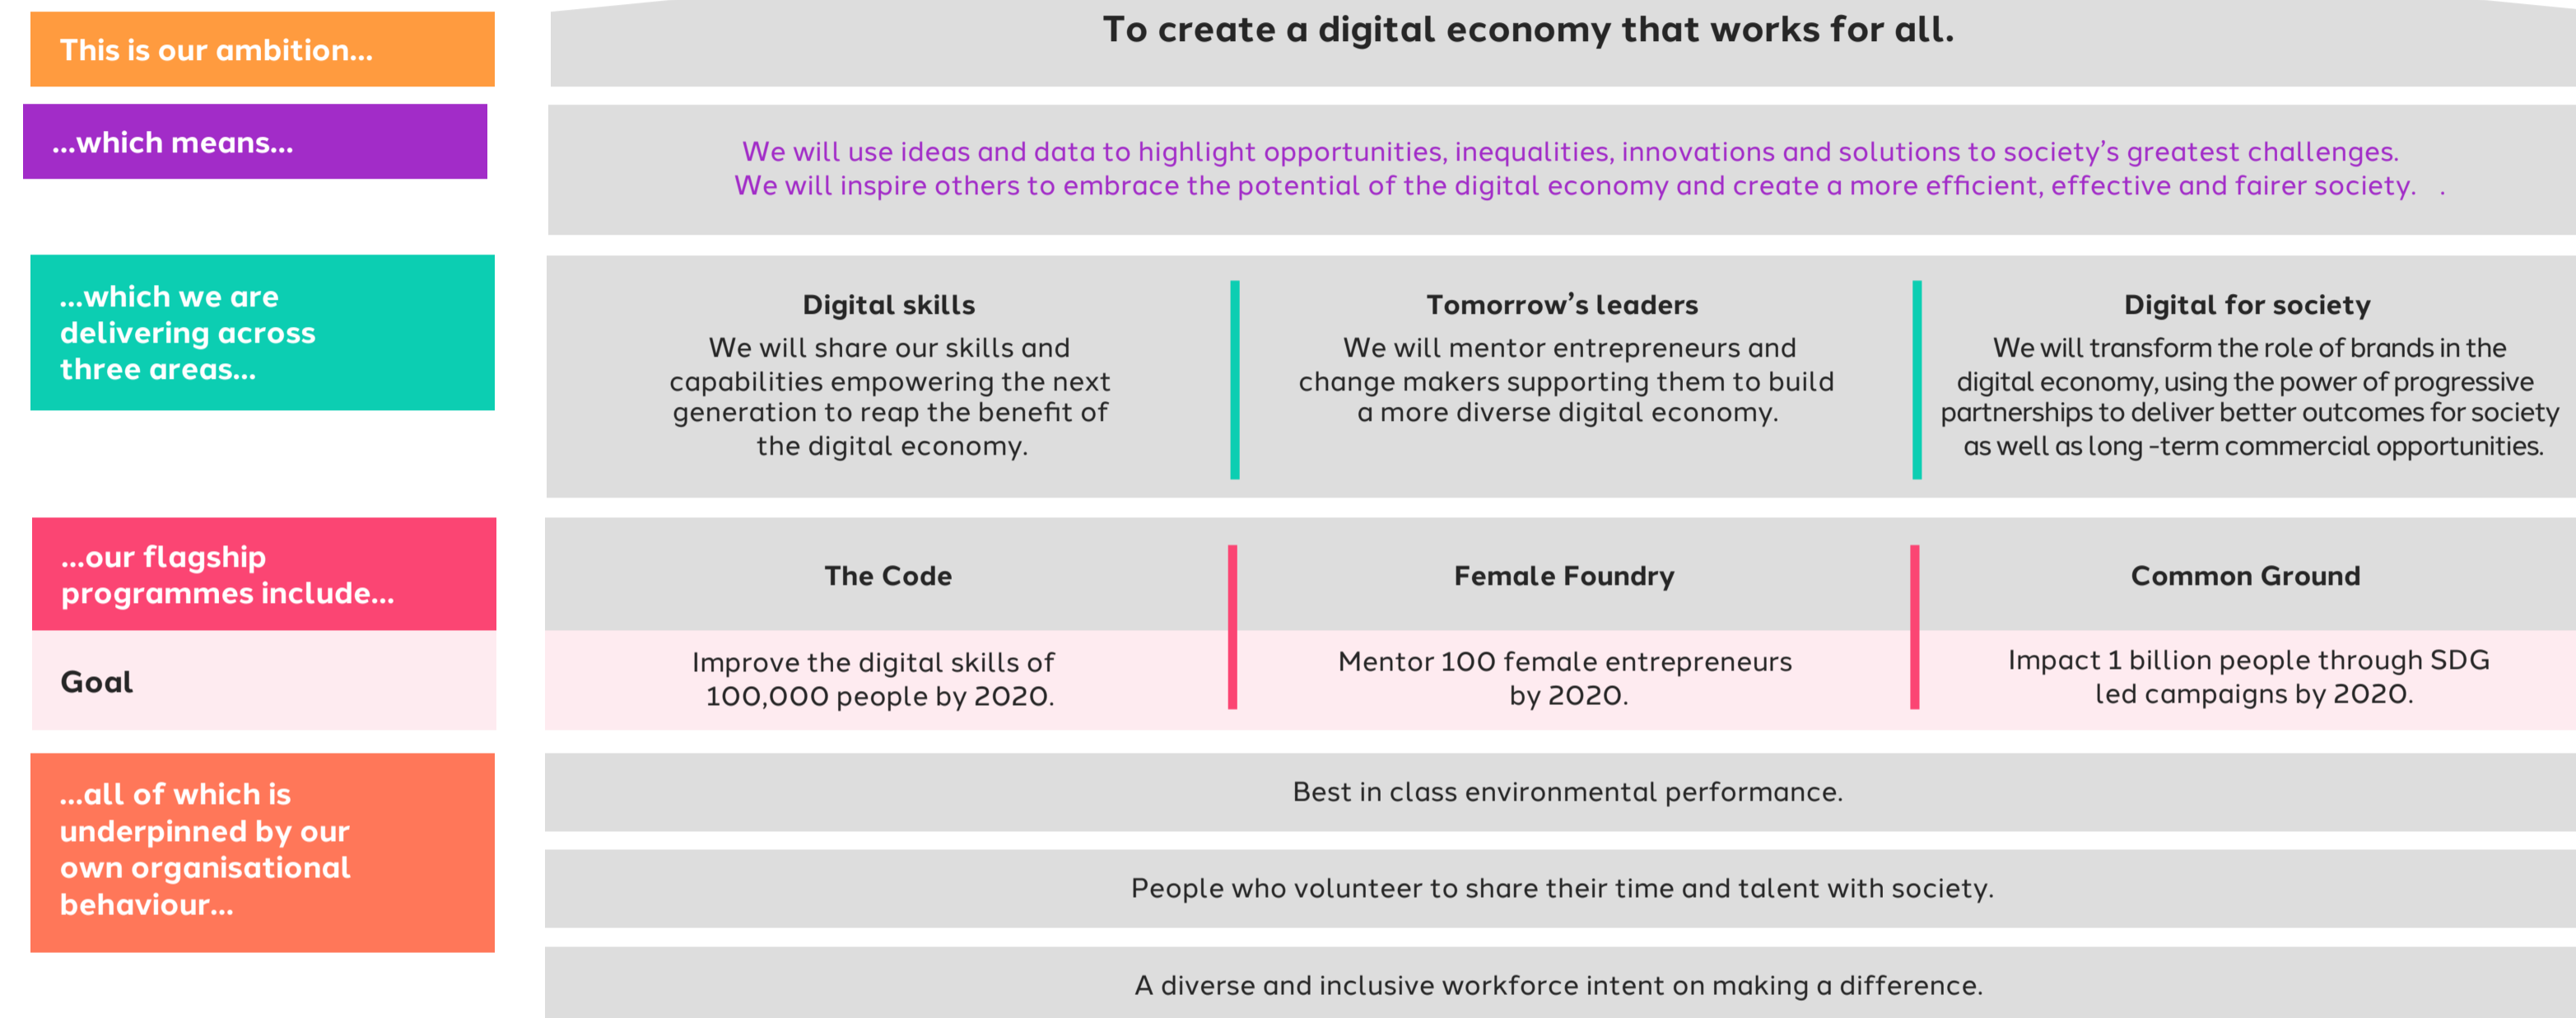 This is our ambition...
To create a digital economy that works for all.
...which means...
We will use ideas and data to highlight opportunities, inequalities, innovations and solutions to society’s greatest challenges.
We will inspire others to embrace the potential of the digital economy and create a more efficient, effective and fairer society. .
...which we are
delivering across
three areas...
Digital skills
We will share our skills and
capabilities empowering the next
generation to reap the benefit of
the digital economy.
Tomorrow’s leaders
We will mentor entrepreneurs and
change makers supporting them to build
a more diverse digital economy.
Digital for society
We will transform the role of brands in the
digital economy, using the power of progressive
partnerships to deliver better outcomes for society
as well as long -term commercial opportunities.
...our flagship
programmes include...
The Code
Female Foundry
Common Ground
Goal
Improve the digital skills of
100,000 people by 2020.
Mentor 100 female entrepreneurs
by 2020.
Impact 1 billion people through SDG
led campaigns by 2020.
...all of which is
underpinned by our
own organisational
behaviour...
Best in class environmental performance.
People who volunteer to share their time and talent with society.
A diverse and inclusive workforce intent on making a difference.